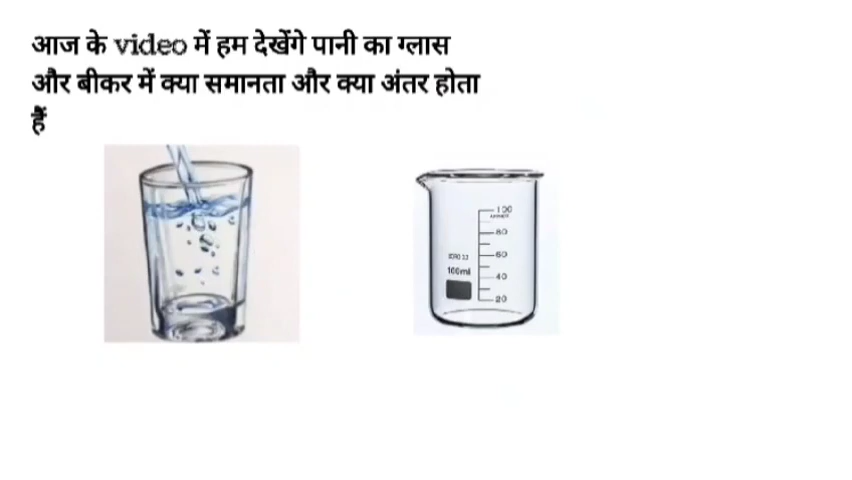 आज के video में हम देखेंगे पानी का ग्लास
और बीकर में क्या समानता और क्या अंतर होता
हैं
100
80
60
100ml
40
20